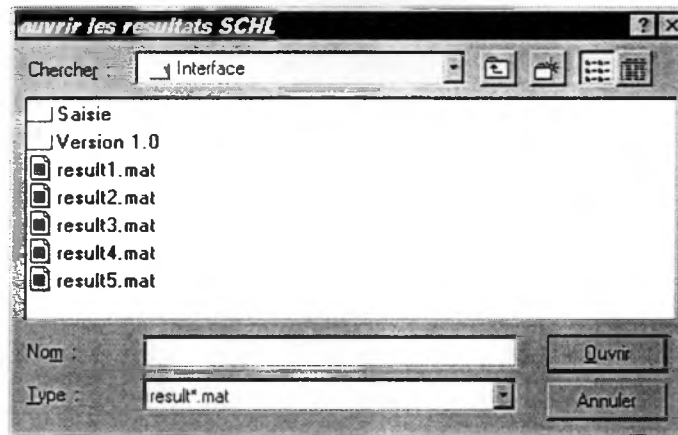 ouvrir les resultats SCHL
Chercher : Interface
Saisie
Version 1.0
result1.mat
result2.mat
result3.mat
result4.mat
result5.mat
Nom : Ouvrir
Type : result*.mat Annuler